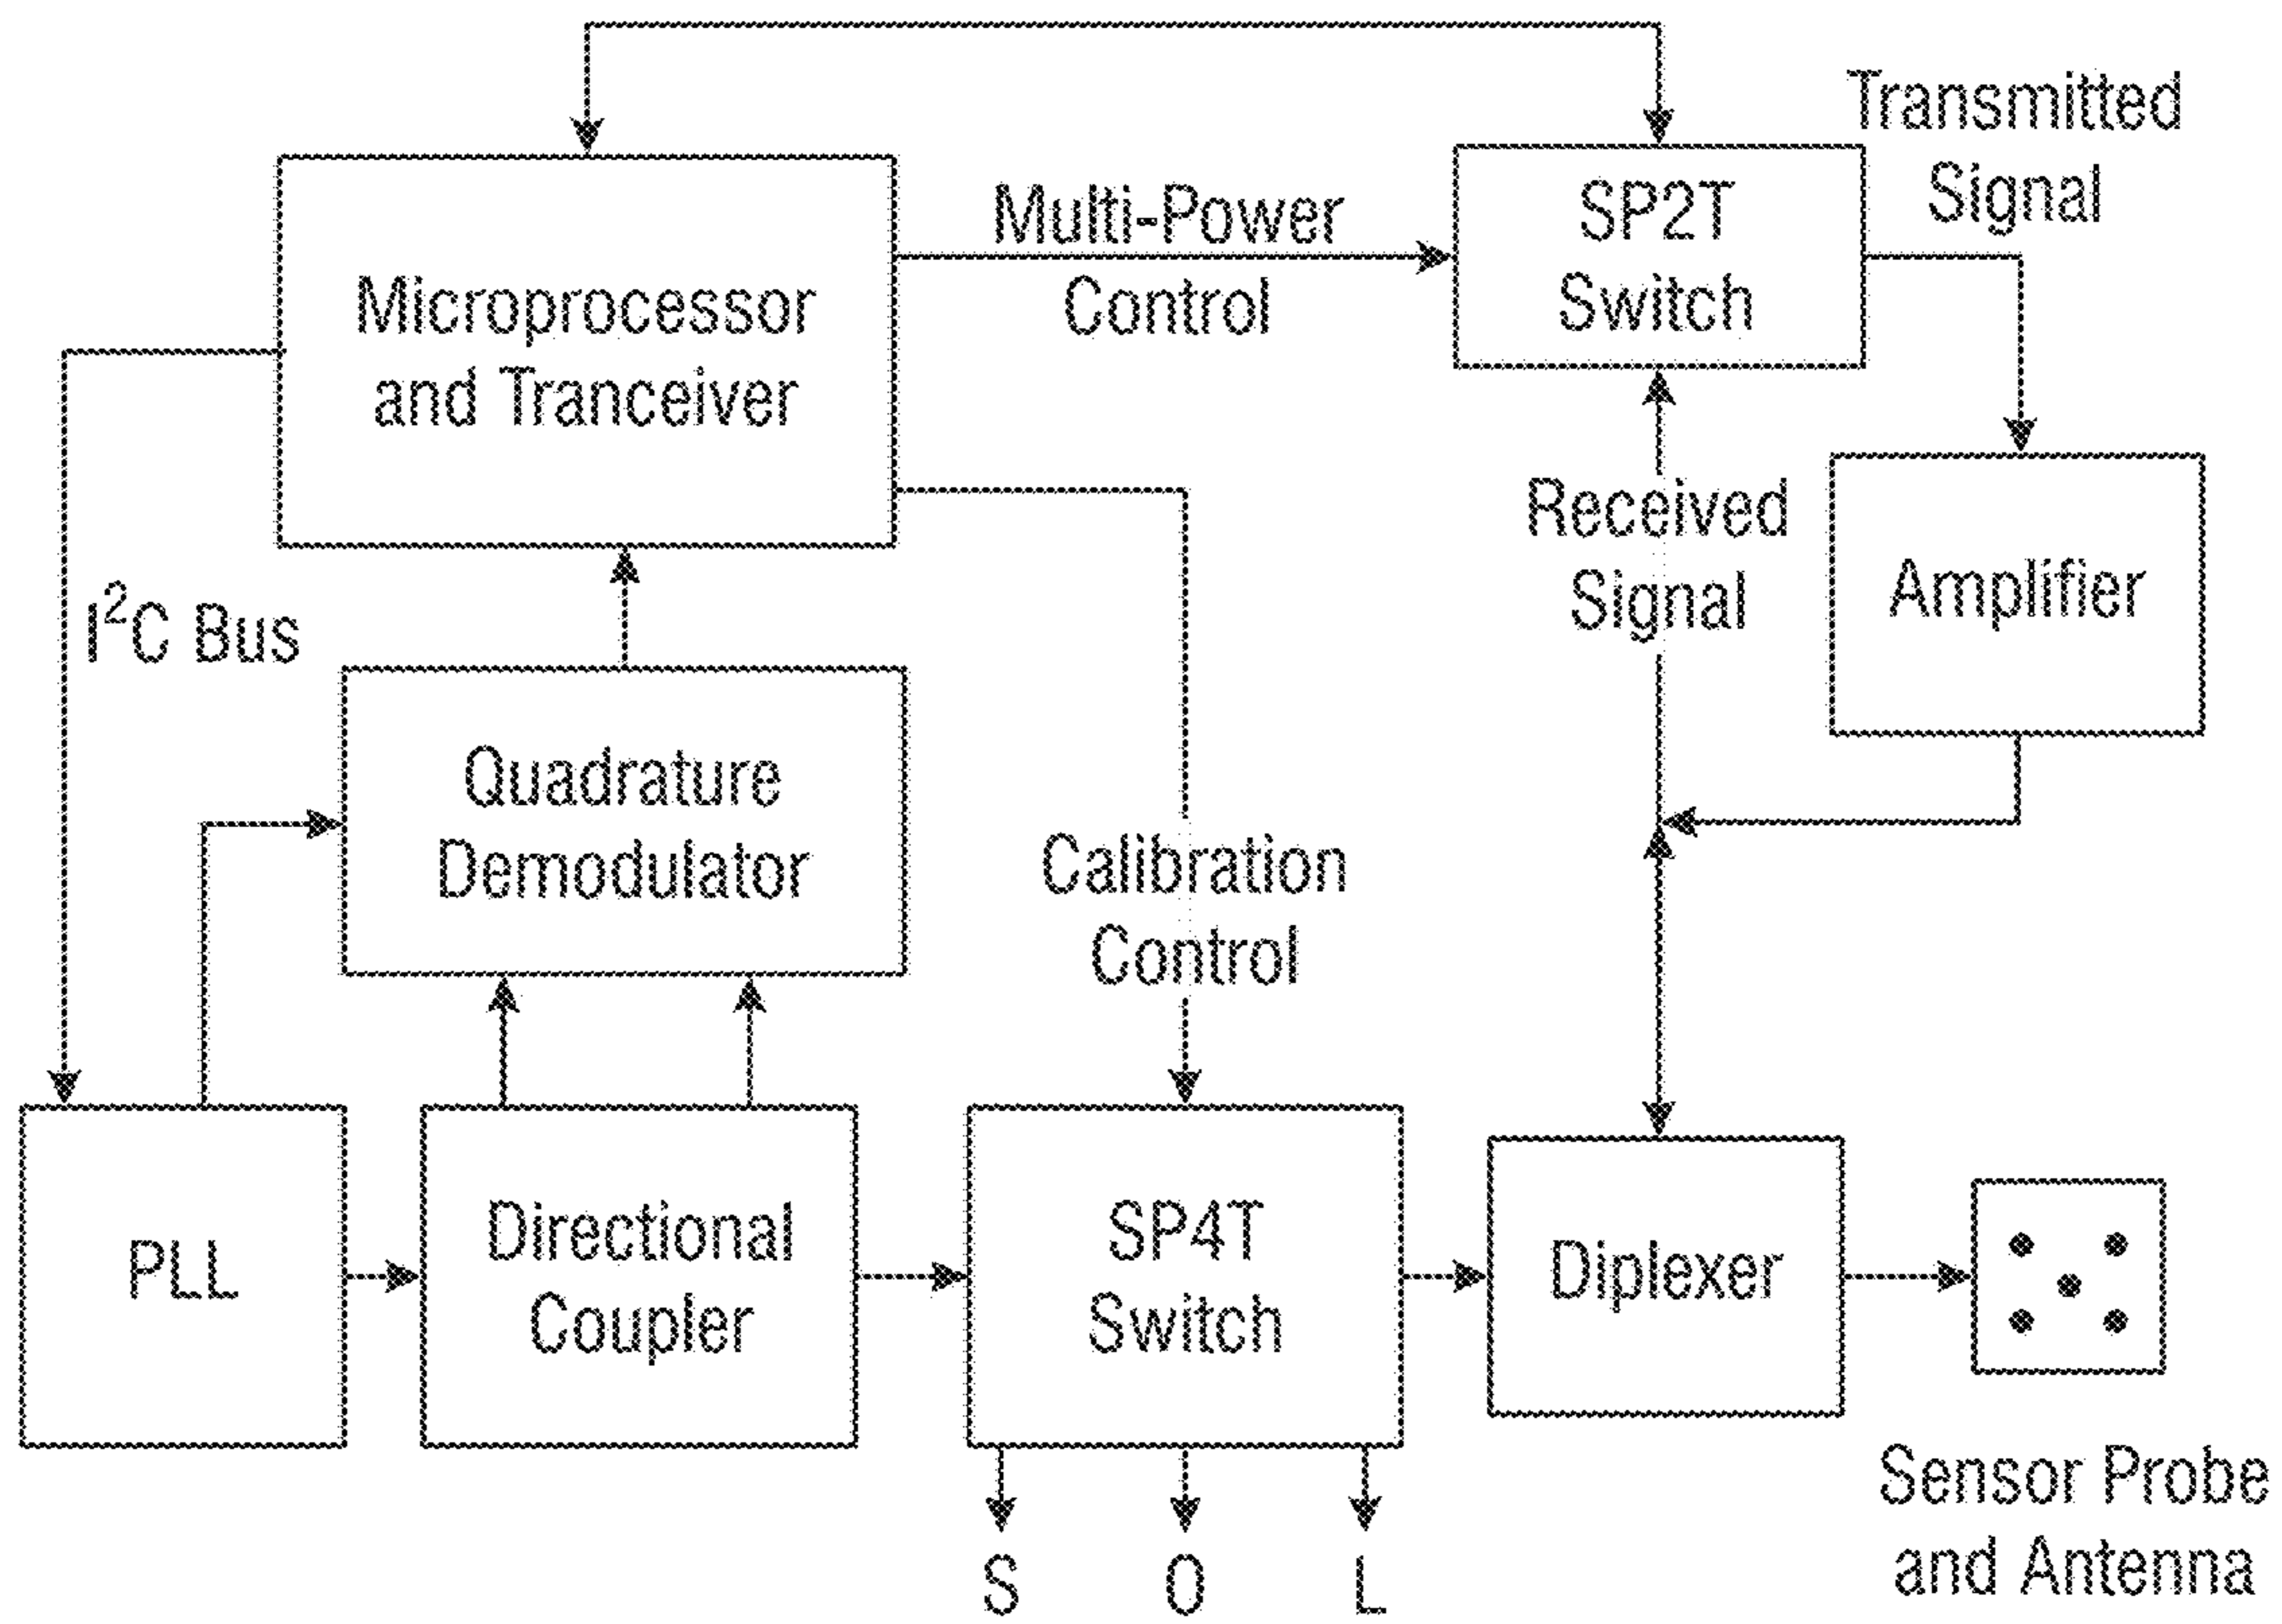 Transmitted
Signal
SP2T
Switch
Multi-Power
Control
Microprocessor
and Tranceiver
Received
Signal
Amplifier
I²C Bus
Quadrature
Demodulator
Calibration
Control
PLL
Directional
Coupler
SP4T
Switch
Diplexer
Sensor Probe
and Antenna
S O L